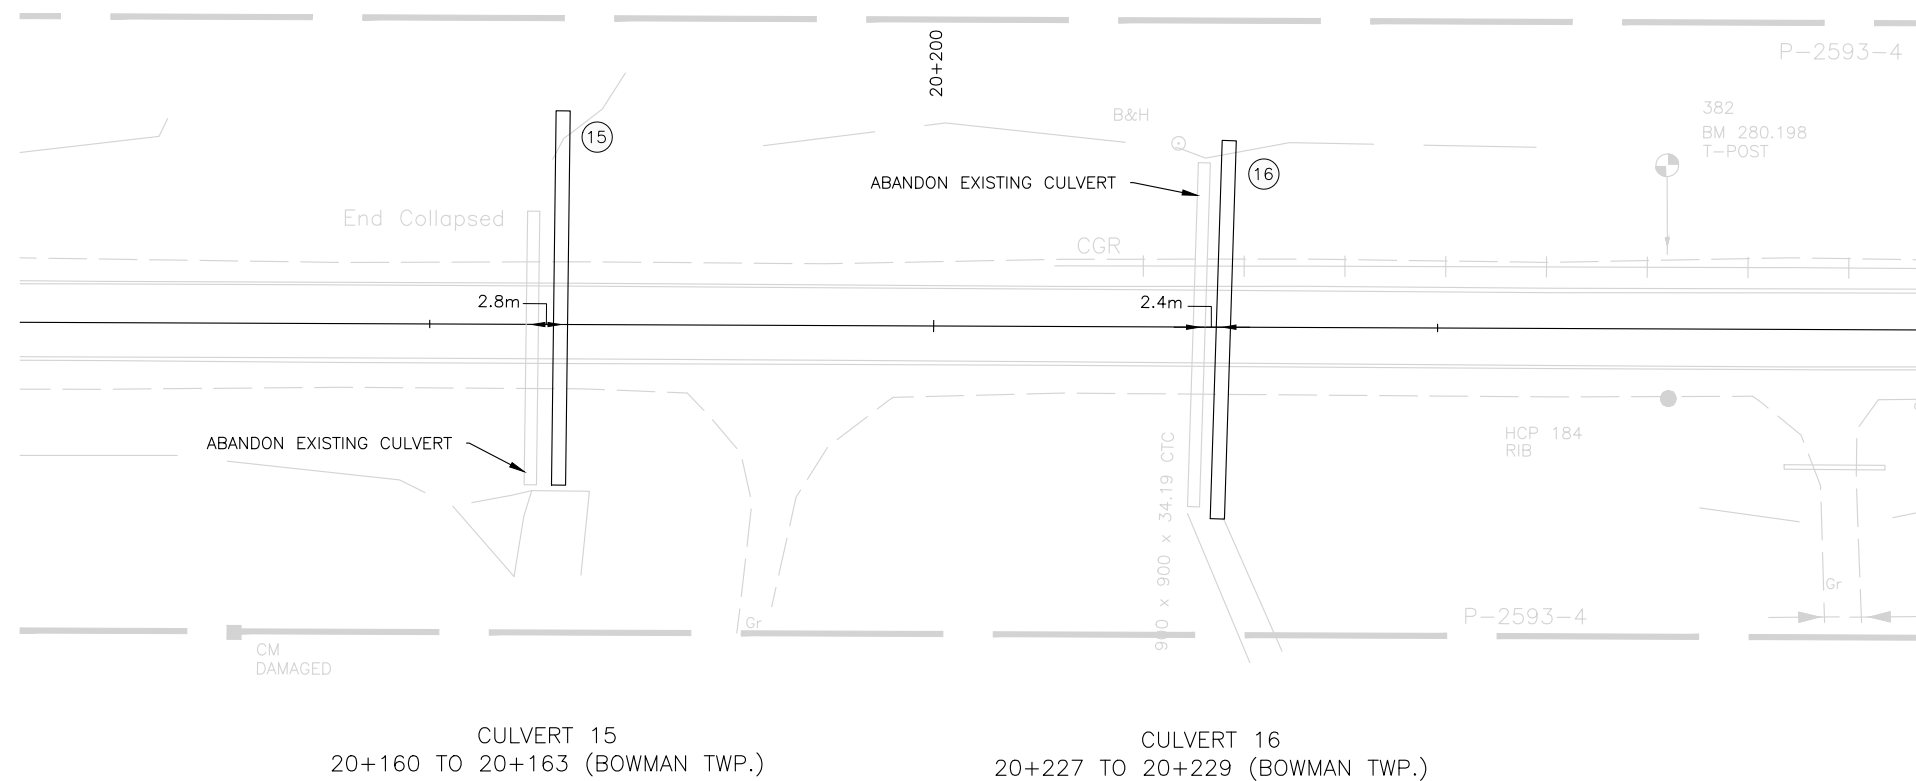 20+200
P-2593-4
382
BM 280.198
T-POST
B&H
15
16
ABANDON EXISTING CULVERT
End Collapsed
CGR
2.8m
2.4m
ABANDON EXISTING CULVERT
900 x 900 x 34.19 CTC
HCP 184
RIB
Gr
Gr
P-2593-4
CM
DAMAGED
CULVERT 15
20+160 TO 20+163 (BOWMAN TWP.)
CULVERT 16
20+227 TO 20+229 (BOWMAN TWP.)